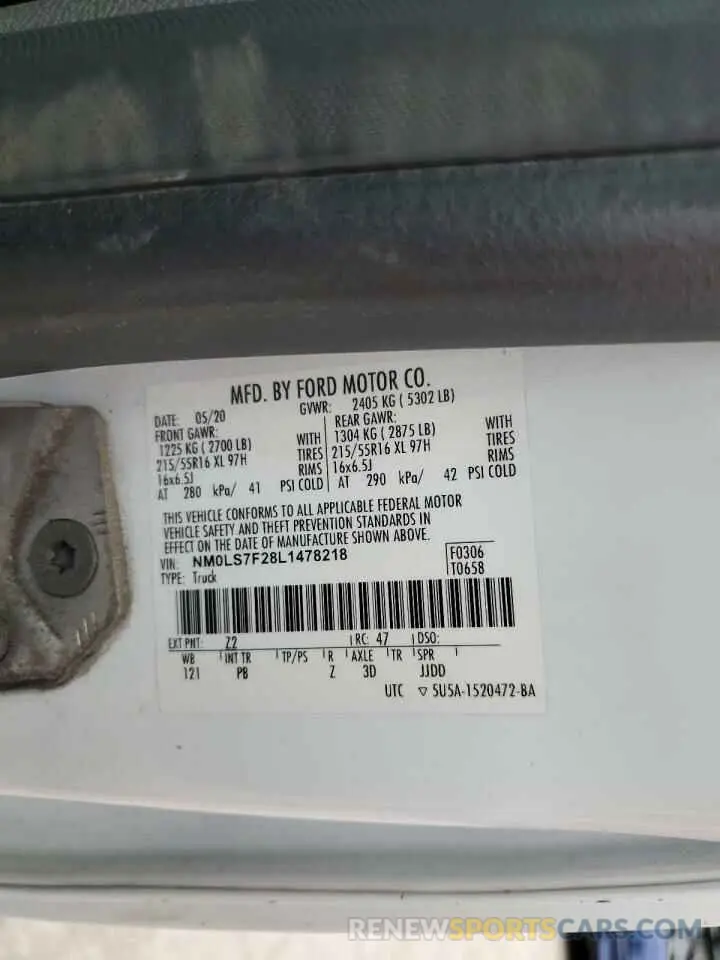 MFD. BY FORD MOTOR CO.
DATE: 05/20 GVWR: 2405 KG ( 5302 LB)
FRONT GAWR: REAR GAWR:
1225 KG ( 2700 LB) WITH 1304 KG ( 2875 LB) WITH
215/55R16 XL 97H TIRES 215/55R16 XL 97H TIRES
16x6.5J RIMS 16x6.5J RIMS
AT 280 kPa/ 41 PSI COLD AT 290 kPa/ 42 PSI COLD
THIS VEHICLE CONFORMS TO ALL APPLICABLE FEDERAL MOTOR
VEHICLE SAFETY AND THEFT PREVENTION STANDARDS IN
EFFECT ON THE DATE OF MANUFACTURE SHOWN ABOVE.
VIN: NM0LS7F28L1478218 F0306
TYPE: Truck T0658
EXT PNT: Z2 RC: 47 DSO:
WB INT TR TP/PS R AXLE TR SPR
121 PB Z 3D JJDD
UTC ▽ 5U5A-1520472-BA
RENEWSPORTSCARS.COM